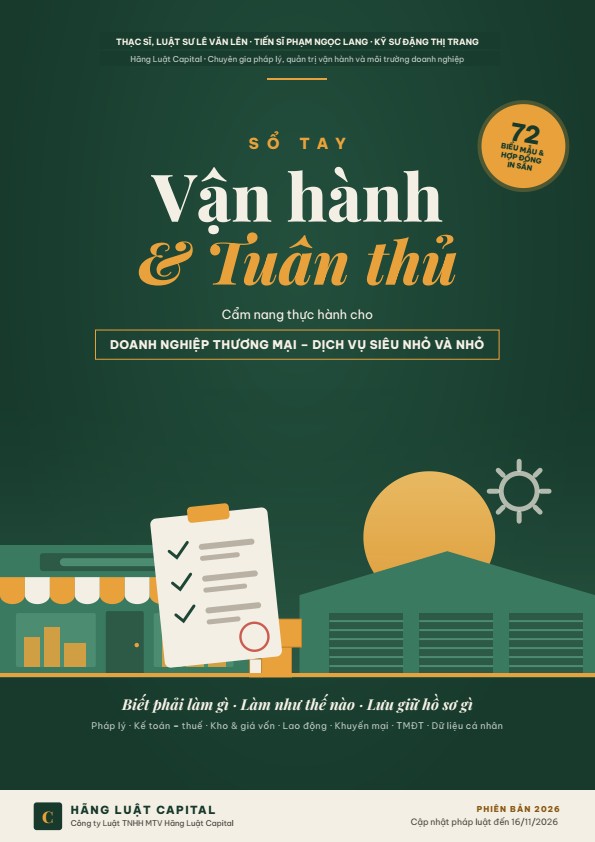 THẠC SĨ, LUẬT SƯ LÊ VĂN LÊN · TIẾN SĨ PHẠM NGỌC LANG · KỸ SƯ ĐẶNG THỊ TRANG
Hãng Luật Capital · Chuyên gia pháp lý, quản trị vận hành và môi trường doanh nghiệp
72
BIỂU MẪU &
HỢP ĐỒNG
IN SẴN
SỔ TAY
Vận hành
& Tuân thủ
Cẩm nang thực hành cho
DOANH NGHIỆP THƯƠNG MẠI – DỊCH VỤ SIÊU NHỎ VÀ NHỎ
Biết phải làm gì · Làm như thế nào · Lưu giữ hồ sơ gì
Pháp lý · Kế toán – thuế · Kho & giá vốn · Lao động · Khuyến mại · TMĐT · Dữ liệu cá nhân
C
HÃNG LUẬT CAPITAL
Công ty Luật TNHH MTV Hãng Luật Capital
PHIÊN BẢN 2026
Cập nhật pháp luật đến 16/11/2026